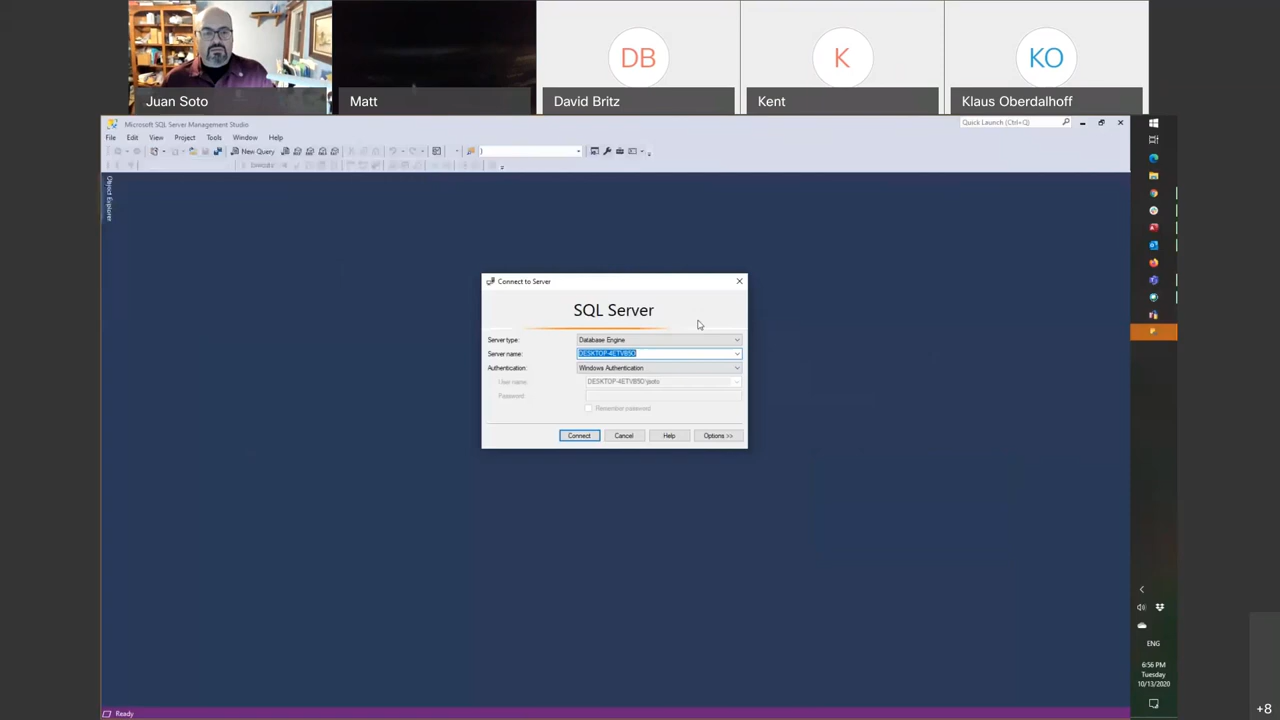 DB
K
KO
Juan Soto
Matt
David Britz
Kent
Klaus Oberdalhoff
Microsoft SQL Server Management Studio
Quick Launch (Ctrl+Q)
File Edit View Project Tools Window Help
New Query
Object Explorer
Connect to Server
SQL Server
Server type: Database Engine
Server name: DESKTOP-4ETVB9O
Authentication: Windows Authentication
User name:
Password:
Remember password
Connect Cancel Help Options >>
ENG
6:56 PM
Tuesday
10/13/2020
Ready
+8